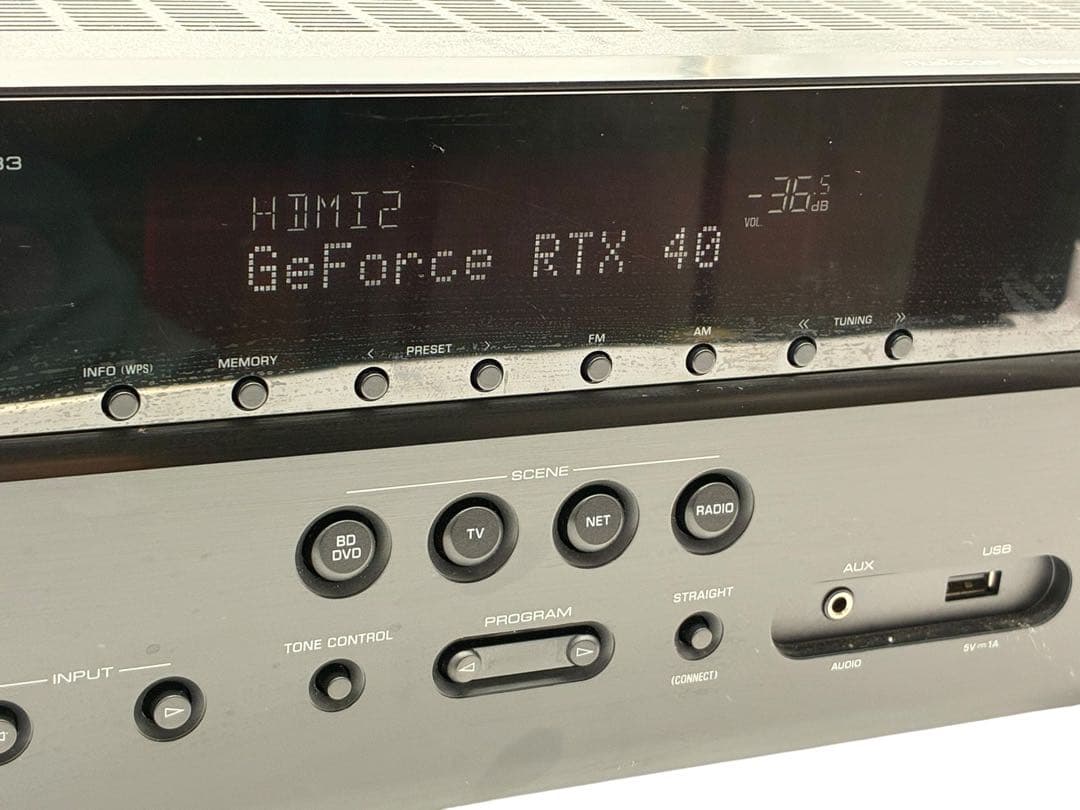 HDMI2
-36.5 dB
VOL.
GeForce RTX 40
INFO (WPS)
MEMORY
< PRESET >
FM
AM
<< TUNING >>
SCENE
BD
DVD
TV
NET
RADIO
AUX
USB
5V⎓1A
AUDIO
STRAIGHT
(CONNECT)
PROGRAM
TONE CONTROL
INPUT